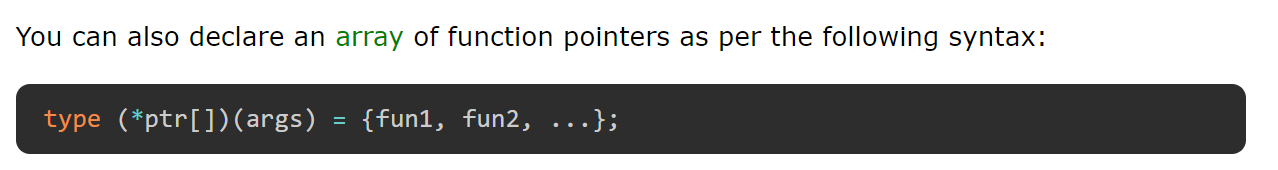 You can also declare an array of function pointers as per the following syntax:
type (*ptr[])(args) = {fun1, fun2, ...};